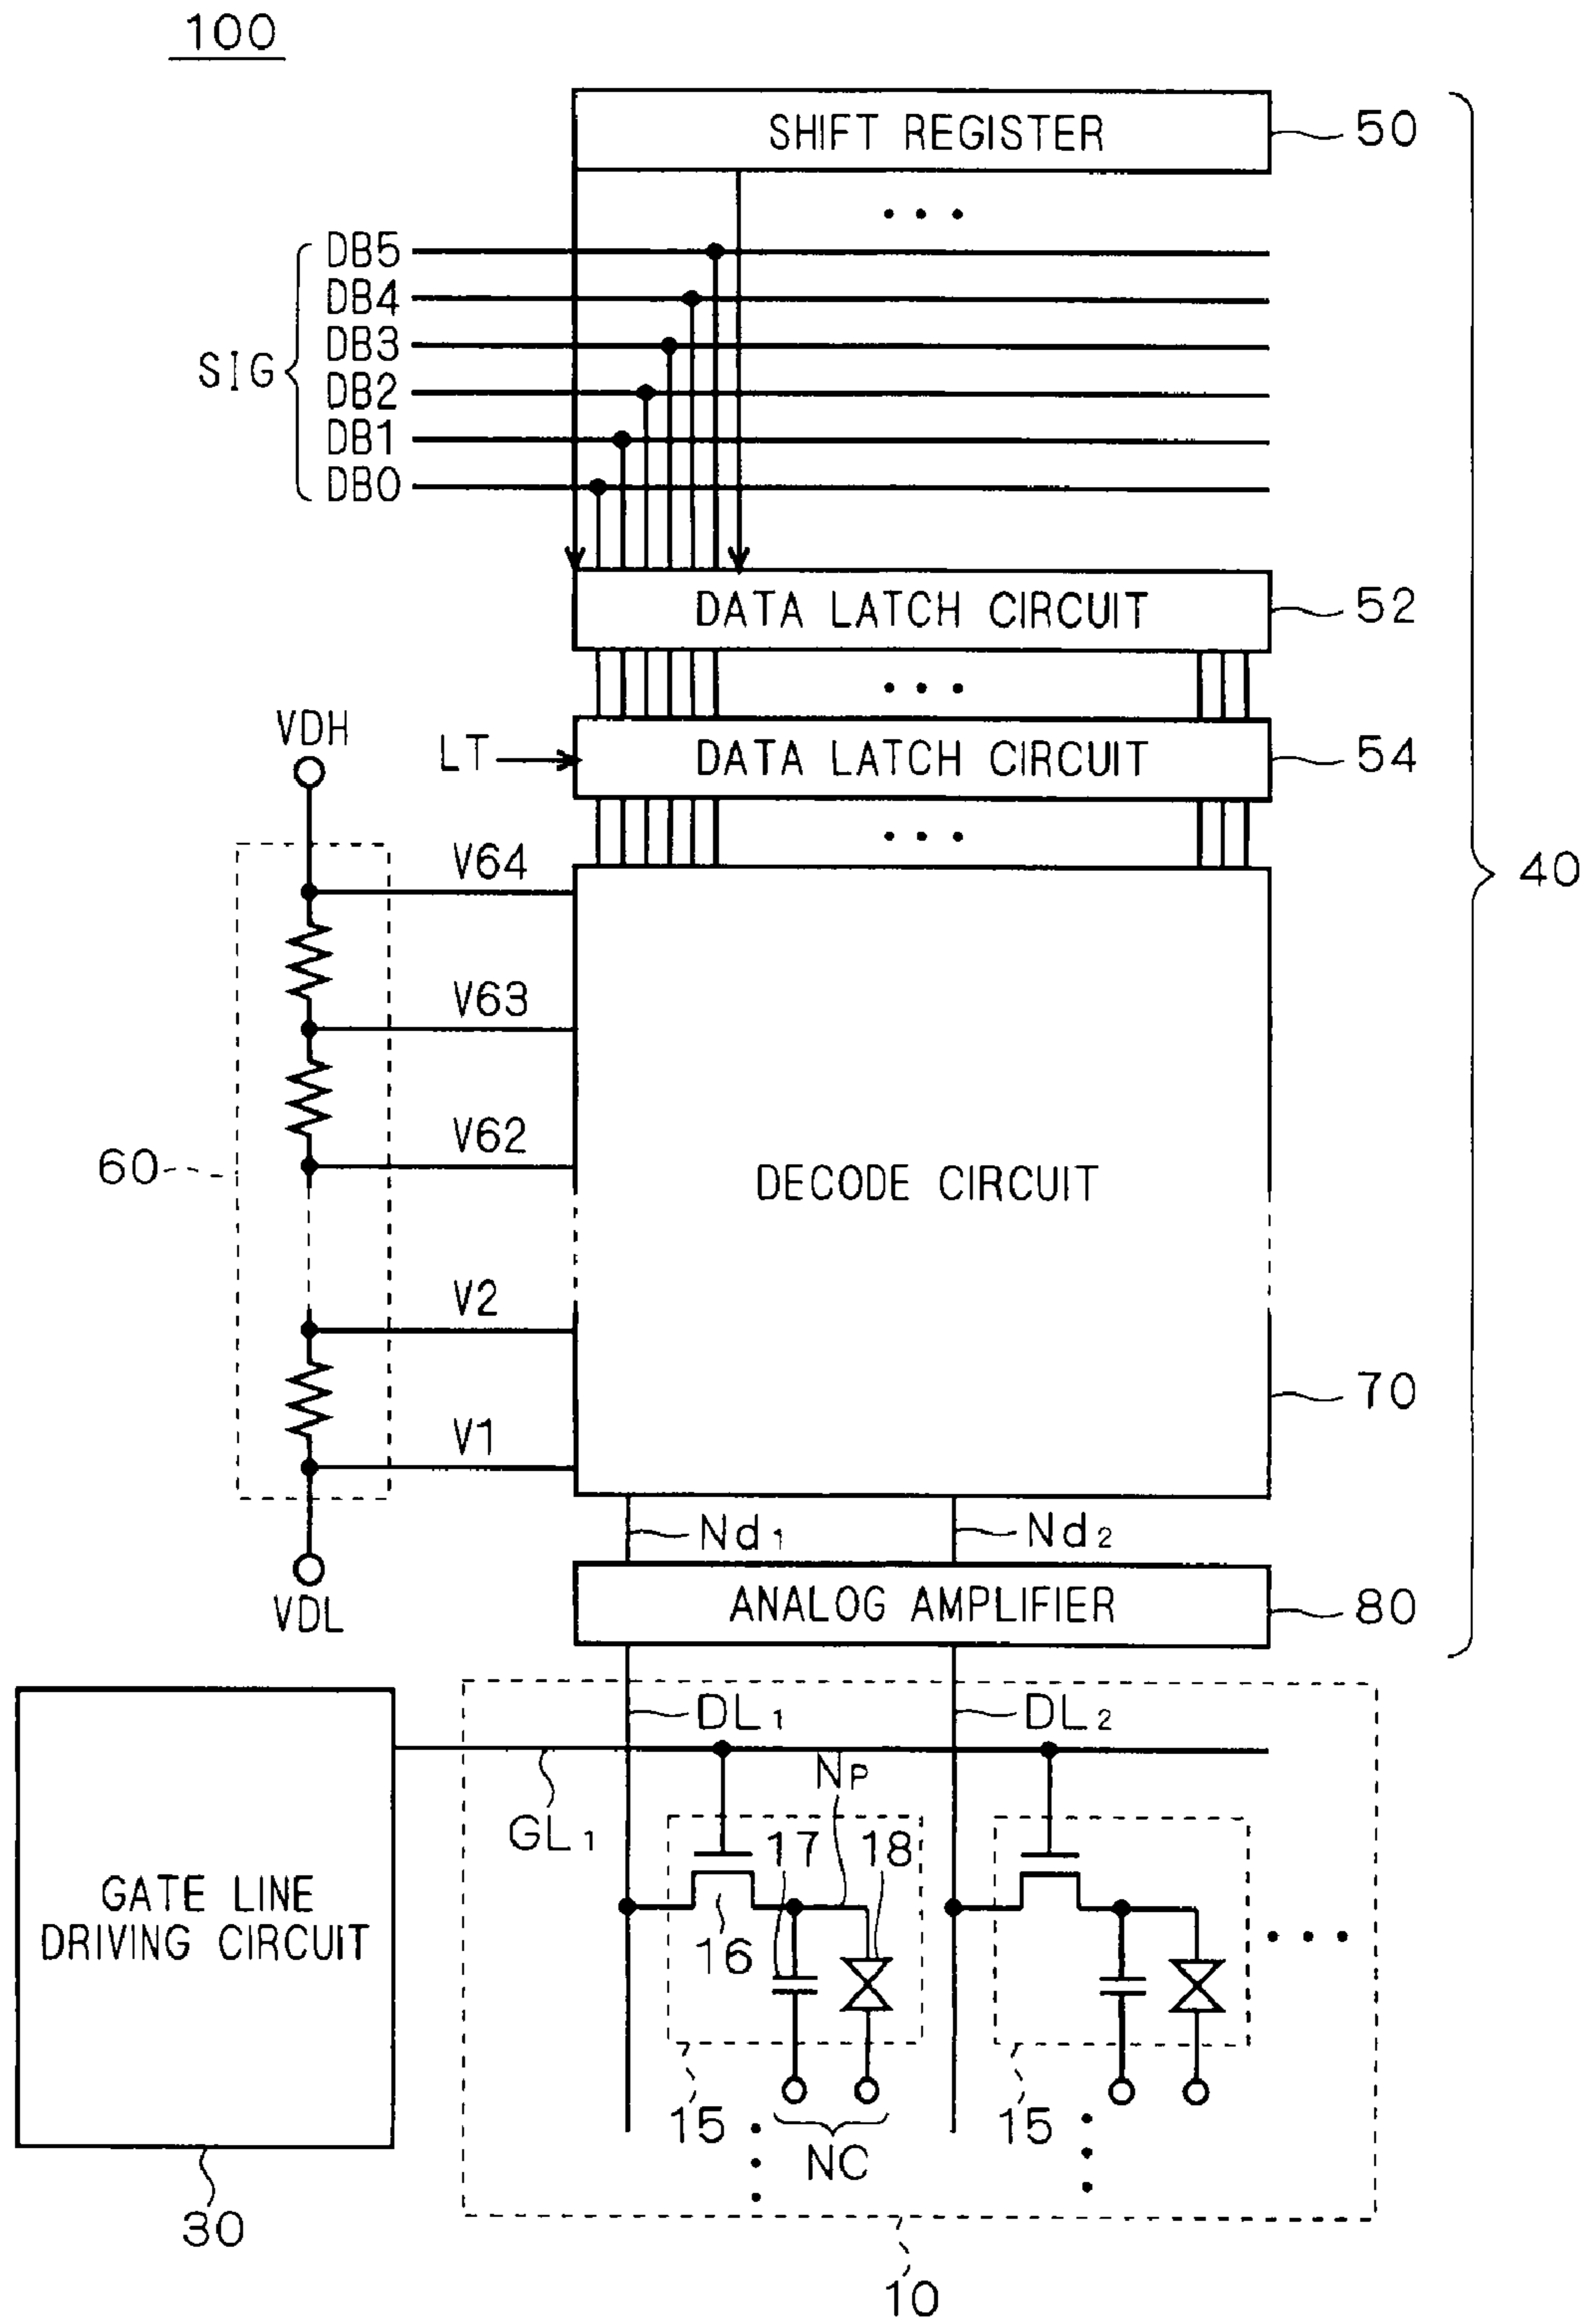 100
SHIFT REGISTER
50
DB5
DB4
DB3
SIG
DB2
DB1
DB0
DATA LATCH CIRCUIT
52
VDH
LT
DATA LATCH CIRCUIT
54
V64
40
V63
V62
60
DECODE CIRCUIT
V2
70
V1
Nd1
Nd2
ANALOG AMPLIFIER
80
VDL
DL1
DL2
NP
GL1
17
18
GATE LINE
DRIVING CIRCUIT
16
15
15
NC
30
10